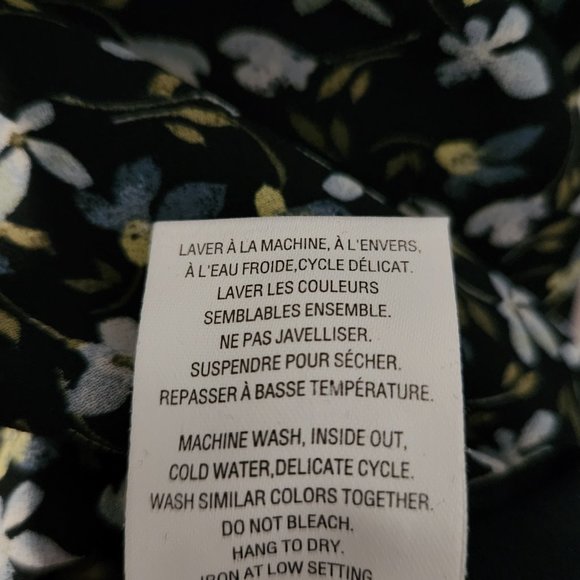 LAVER À LA MACHINE, À L'ENVERS,
À L'EAU FROIDE,CYCLE DÉLICAT.
LAVER LES COULEURS
SEMBLABLES ENSEMBLE.
NE PAS JAVELLISER.
SUSPENDRE POUR SÉCHER.
REPASSER À BASSE TEMPÉRATURE.
MACHINE WASH, INSIDE OUT,
COLD WATER,DELICATE CYCLE.
WASH SIMILAR COLORS TOGETHER.
DO NOT BLEACH.
HANG TO DRY.
IRON AT LOW SETTING